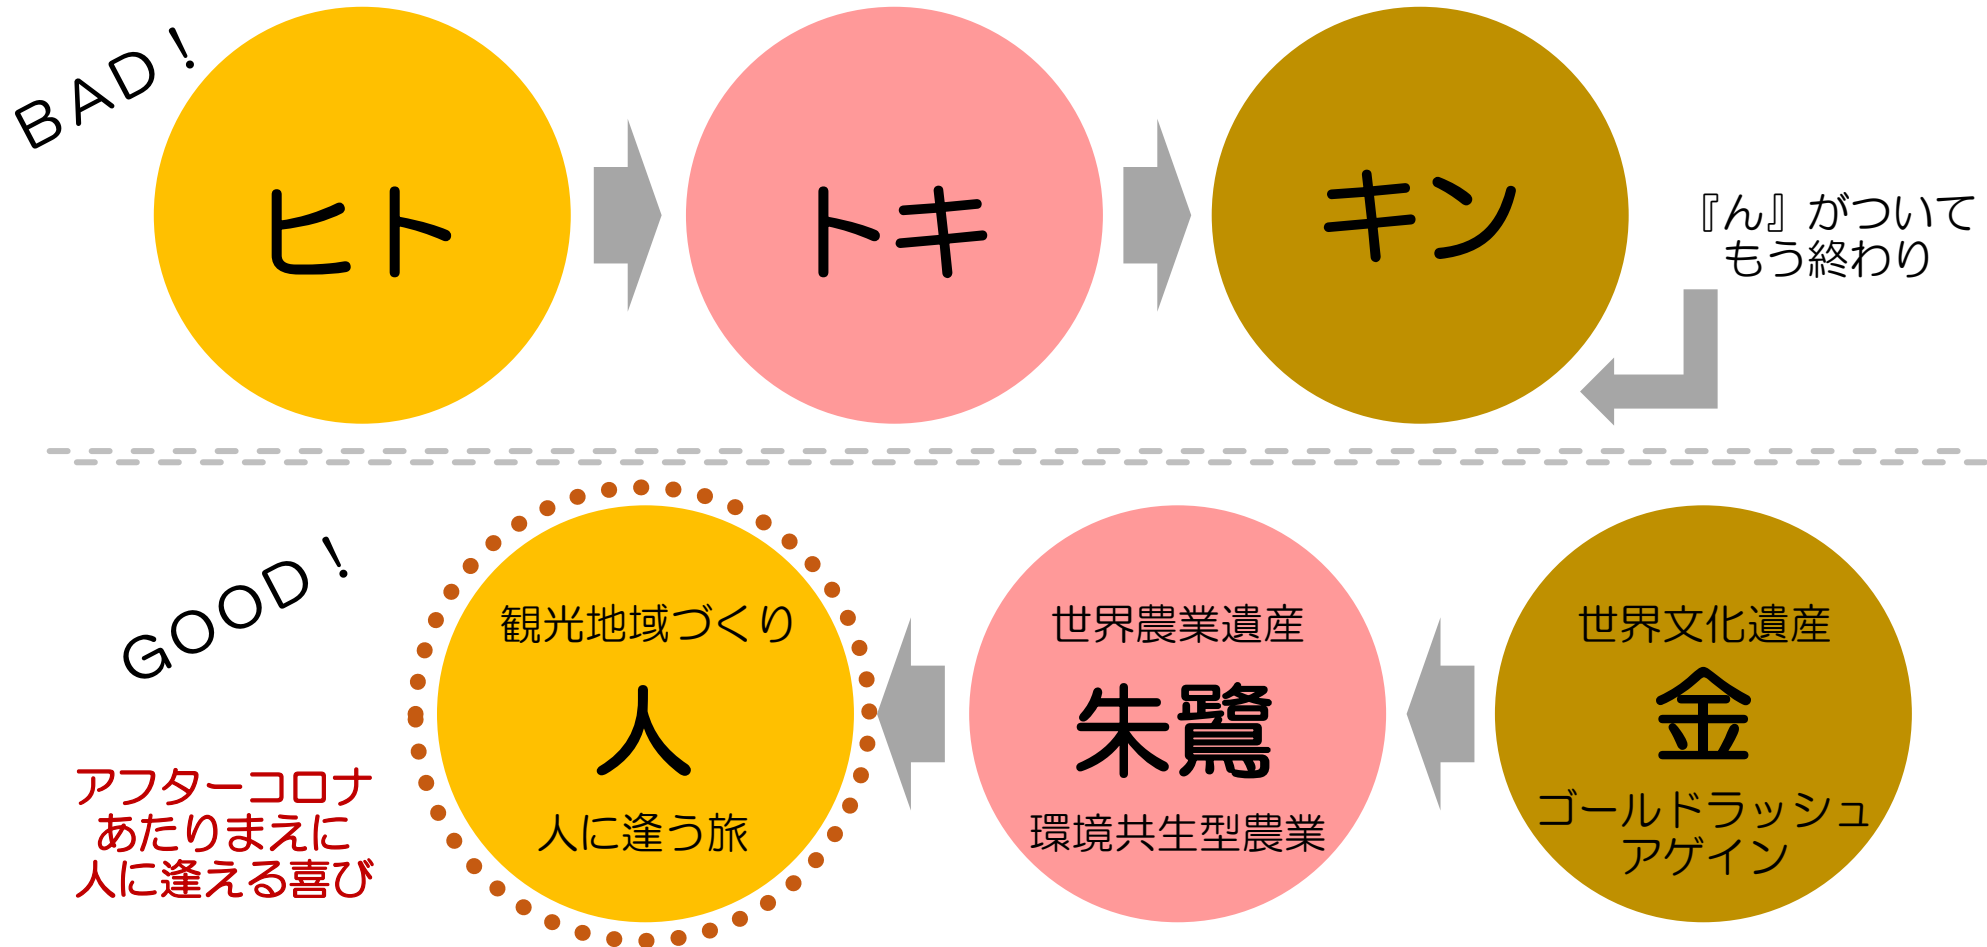 BAD！
ヒト
トキ
キン
『ん』がついて
もう終わり
GOOD！
観光地域づくり
人
人に逢う旅
世界農業遺産
朱鷺
環境共生型農業
世界文化遺産
金
ゴールドラッシュ
アゲイン
アフターコロナ
あたりまえに
人に逢える喜び